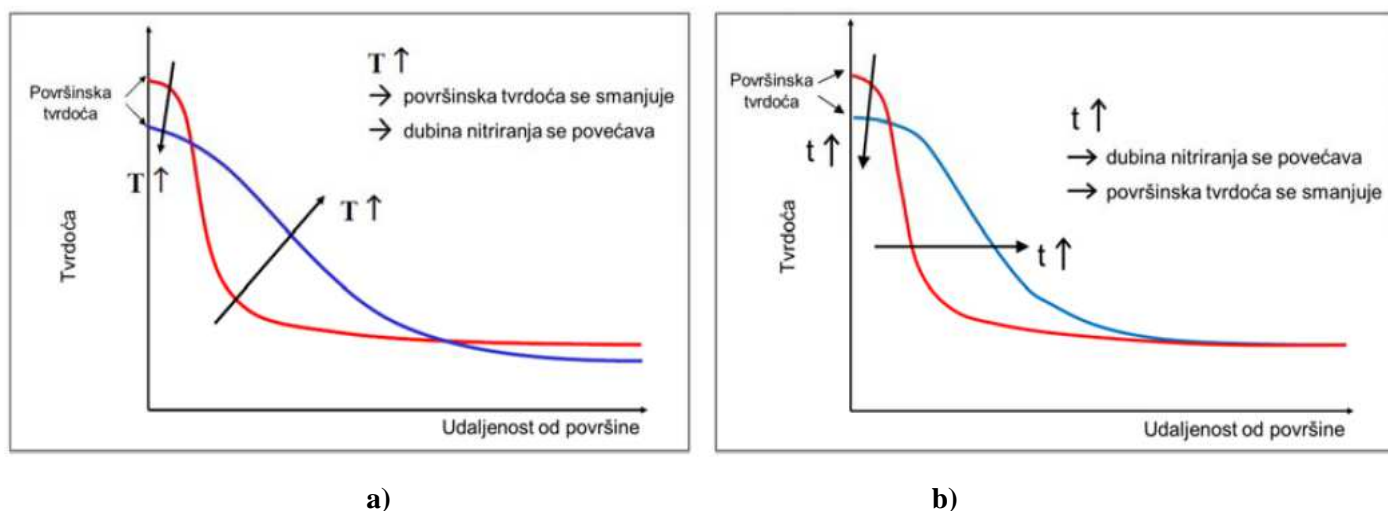 T ↑
→ površinska tvrdoća se smanjuje
→ dubina nitriranja se povećava
Površinska
tvrdoća
T ↑
T ↑
Tvrdoća
Udaljenost od površine
a)
t ↑
→ dubina nitriranja se povećava
→ površinska tvrdoća se smanjuje
Površinska
tvrdoća
t ↑
t ↑
Tvrdoća
Udaljenost od površine
b)